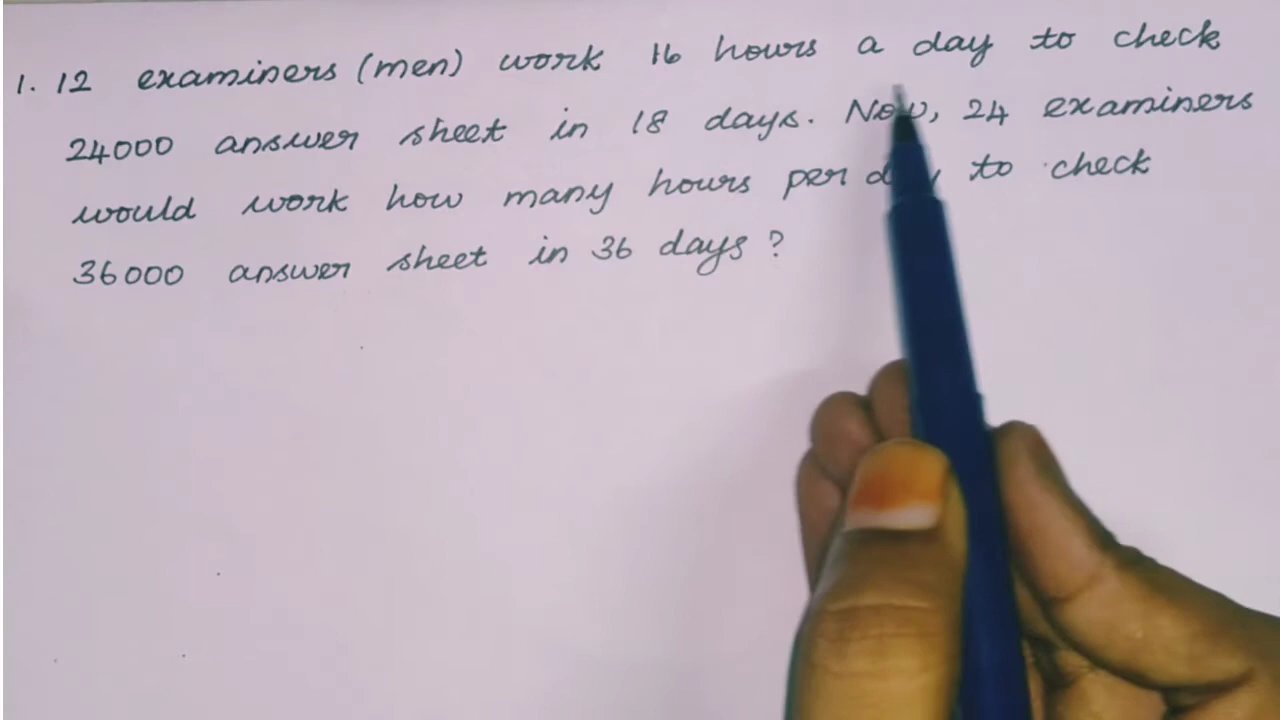 1. 12 examiners (men) work 16 hours a day to check
24000 answer sheet in 18 days. Now, 24 examiners
would work how many hours per to check
36000 answer sheet in 36 days ?